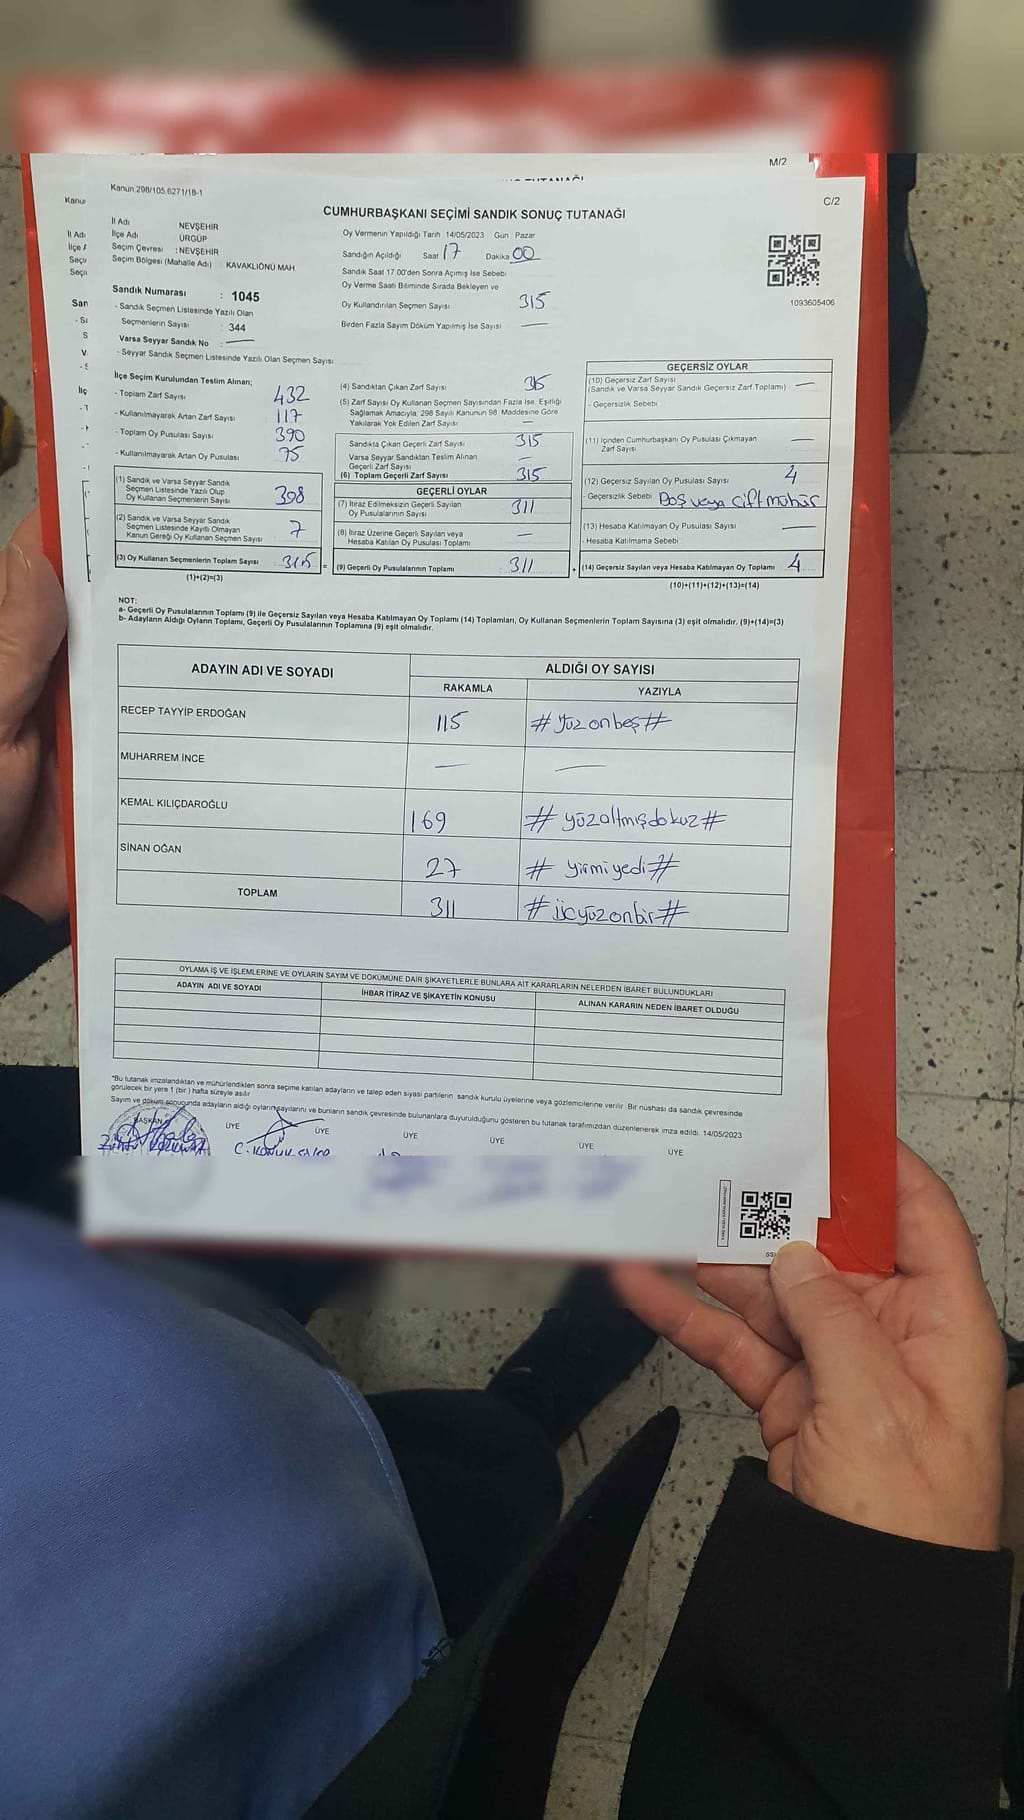 M/2
C/2
Kanun.298/105,6271/18-1
CUMHURBAŞKANI SEÇİMİ SANDIK SONUÇ TUTANAĞI
İl Adı NEVŞEHİR
İlçe Adı ÜRGÜP
Seçim Çevresi : NEVŞEHİR
Seçim Bölgesi (Mahalle Adı) KAVAKLIÖNÜ MAH
Sandık Numarası : 1045
- Sandık Seçmen Listesinde Yazılı Olan
Seçmenlerin Sayısı : 344
Varsa Seyyar Sandık No : —
- Seyyar Sandık Seçmen Listesinde Yazılı Olan Seçmen Sayısı
Oy Vermenin Yapıldığı Tarih :14/05/2023 Gün : Pazar
Sandığın Açıldığı Saat 17 Dakika 00
Sandık Saat 17.00'den Sonra Açımış İse Sebebi
Oy Verme Saati Bitiminde Sırada Bekleyen ve
Oy Kullandırılan Seçmen Sayısı 315
Birden Fazla Sayım Döküm Yapılmış İse Sayısı —
1093605406
İlçe Seçim Kurulundan Teslim Alınan;
- Toplam Zarf Sayısı 432
- Kullanılmayarak Artan Zarf Sayısı 117
- Toplam Oy Pusulası Sayısı 390
- Kullanılmayarak Artan Oy Pusulası 75
(1) Sandık ve Varsa Seyyar Sandık
Seçmen Listesinde Yazılı Olup
Oy Kullanan Seçmenlerin Sayısı 308
(2) Sandık ve Varsa Seyyar Sandık
Seçmen Listesinde Kayıtlı Olmayan
Kanun Gereği Oy Kullanan Seçmen Sayısı 7
(3) Oy Kullanan Seçmenlerin Toplam Sayısı 315 =
(1)+(2)=(3)
(4) Sandıktan Çıkan Zarf Sayısı 315
(5) Zarf Sayısı Oy Kullanan Seçmen Sayısından Fazla İse, Eşitliği
Sağlamak Amacıyla, 298 Sayılı Kanunun 98. Maddesine Göre
Yakılarak Yok Edilen Zarf Sayısı —
Sandıkta Çıkan Geçerli Zarf Sayısı 315
Varsa Seyyar Sandıktan Teslim Alınan
Geçerli Zarf Sayısı —
(6) Toplam Geçerli Zarf Sayısı 315
GEÇERLİ OYLAR
(7) İtiraz Edilmeksizin Geçerli Sayılan
Oy Pusulalarının Sayısı 311
(8) İtiraz Üzerine Geçerli Sayılan veya
Hesaba Katılan Oy Pusulası Toplamı —
(9) Geçerli Oy Pusulalarının Toplamı 311 +
GEÇERSİZ OYLAR
(10) Geçersiz Zarf Sayısı
(Sandık ve Varsa Seyyar Sandık Geçersiz Zarf Toplamı) —
- Geçersizlik Sebebi
(11) İçinden Cumhurbaşkanı Oy Pusulası Çıkmayan
Zarf Sayısı —
(12) Geçersiz Sayılan Oy Pusulası Sayısı 4
- Geçersizlik Sebebi Boş veya çift mühür
(13) Hesaba Katılmayan Oy Pusulası Sayısı —
- Hesaba Katılmama Sebebi
(14) Geçersiz Sayılan veya Hesaba Katılmayan Oy Toplamı 4
(10)+(11)+(12)+(13)=(14)
NOT:
a- Geçerli Oy Pusulalarının Toplamı (9) ile Geçersiz Sayılan veya Hesaba Katılmayan Oy Toplamı (14) Toplamları, Oy Kullanan Seçmenlerin Toplam Sayısına (3) eşit olmalıdır. (9)+(14)=(3)
b- Adayların Aldığı Oyların Toplamı, Geçerli Oy Pusulalarının Toplamına (9) eşit olmalıdır.
ADAYIN ADI VE SOYADI ALDIĞI OY SAYISI
RAKAMLA YAZIYLA
RECEP TAYYİP ERDOĞAN 115 # Yüzonbeş #
MUHARREM İNCE — —
KEMAL KILIÇDAROĞLU 169 # yüzaltmışdokuz #
SİNAN OĞAN 27 # yirmiyedi #
TOPLAM 311 # üçyüzonbir #
OYLAMA İŞ VE İŞLEMLERİNE VE OYLARIN SAYIM VE DÖKÜMÜNE DAİR ŞİKAYETLERLE BUNLARA AİT KARARLARIN NELERDEN İBARET BULUNDUKLARI
ADAYIN ADI VE SOYADI İHBAR İTİRAZ VE ŞİKAYETİN KONUSU ALINAN KARARIN NEDEN İBARET OLDUĞU
"Bu tutanak imzalandıktan ve mühürlendikten sonra seçime katılan adayların ve talep eden siyasi partilerin sandık kurulu üyelerine veya gözlemcilerine verilir. Bir nüshası da sandık çevresinde
görülecek bir yere 1 (bir ) hafta süreyle asılır.
Sayım ve döküm sonucunda adayların aldığı oyların sayılarını ve bunların sandık çevresinde bulunanlara duyurulduğunu gösteren bu tutanak tarafımızdan düzenlenerek imza edildi. 14/05/2023
BAŞKAN ÜYE ÜYE ÜYE ÜYE ÜYE ÜYE